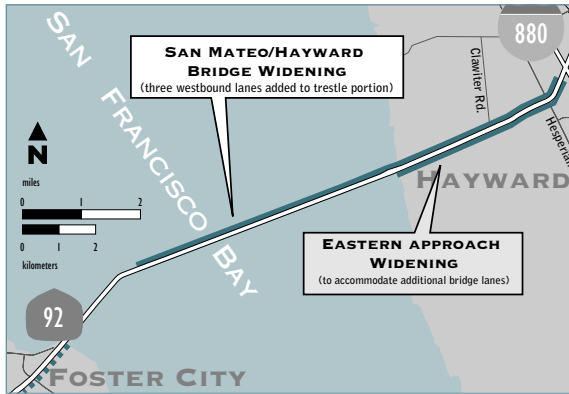 SAN FRANCISCO BAY
SAN MATEO/HAYWARD
BRIDGE WIDENING
(three westbound lanes added to trestle portion)
880
Clawiter Rd.
Hesperian
N
miles
0 1 2
0 1 2
kilometers
HAYWARD
EASTERN APPROACH
WIDENING
(to accommodate additional bridge lanes)
92
FOSTER CITY